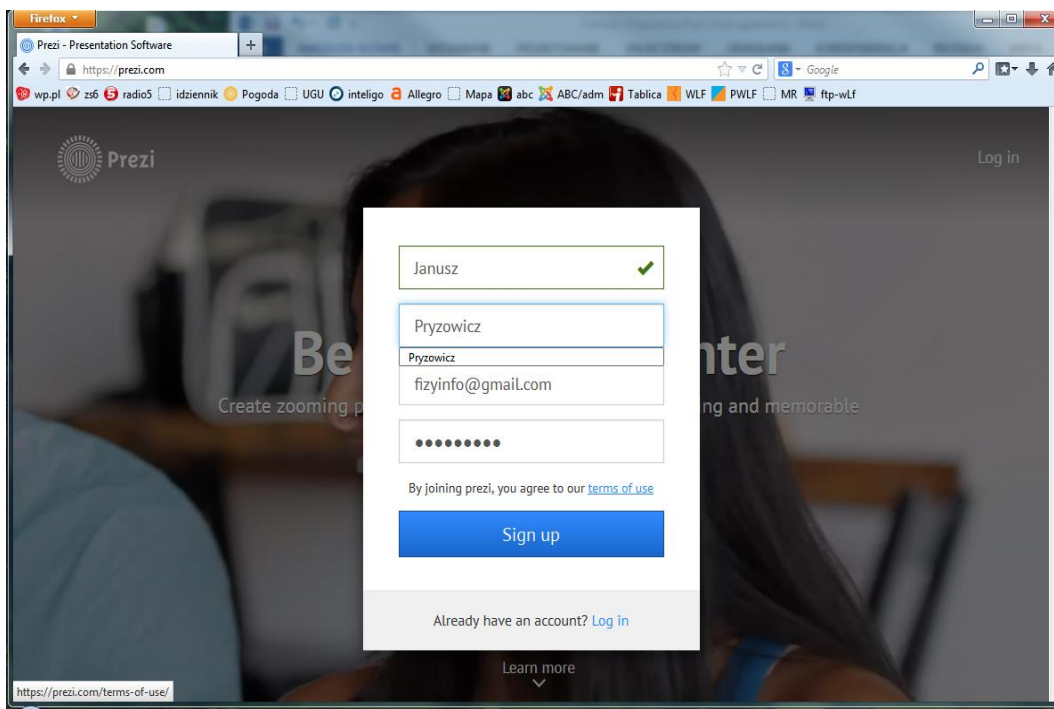 Firefox
Prezi - Presentation Software
https://prezi.com
Google
wp.pl zs6 radio5 idziennik Pogoda UGU inteligo Allegro Mapa abc ABC/adm Tablica WLF PWLF MR ftp-wLf
Prezi
Log in
Janusz
Pryzowicz
Pryzowicz
Be nter
fizyinfo@gmail.com
Create zooming p ng and memorable
By joining prezi, you agree to our terms of use
Sign up
Already have an account? Log in
Learn more
https://prezi.com/terms-of-use/